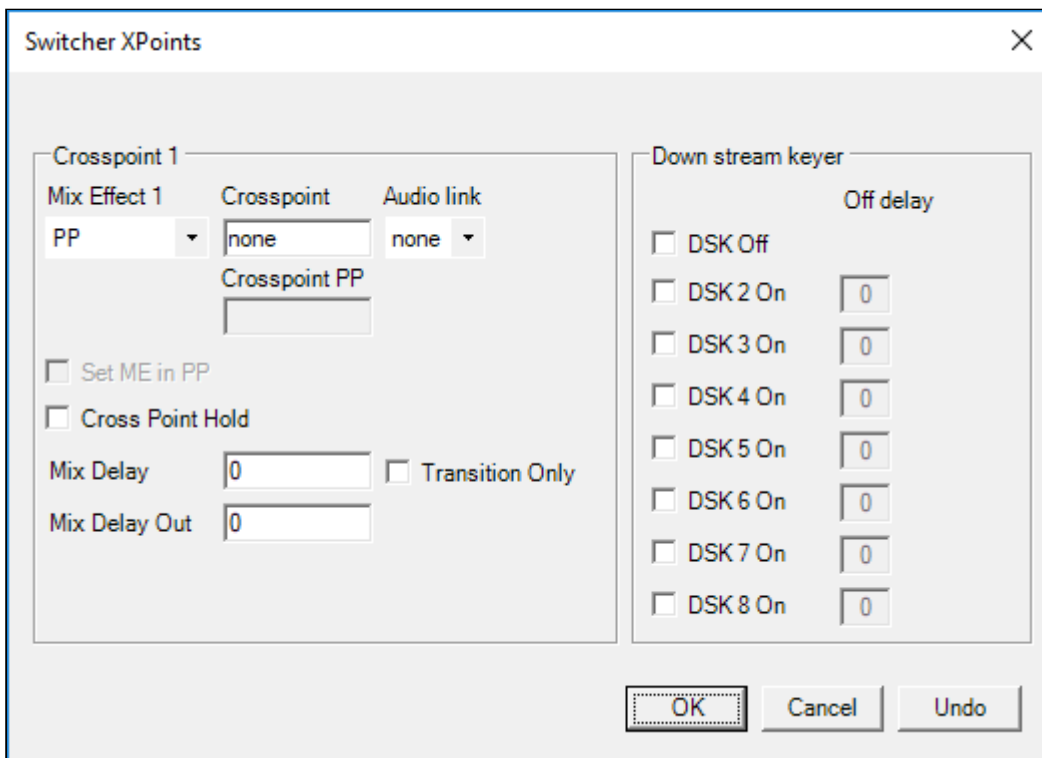 Switcher XPoints
Crosspoint 1
Mix Effect 1 Crosspoint Audio link
PP none none
Crosspoint PP
Set ME in PP
Cross Point Hold
Mix Delay 0 Transition Only
Mix Delay Out 0
Down stream keyer
Off delay
DSK Off
DSK 2 On 0
DSK 3 On 0
DSK 4 On 0
DSK 5 On 0
DSK 6 On 0
DSK 7 On 0
DSK 8 On 0
OK Cancel Undo